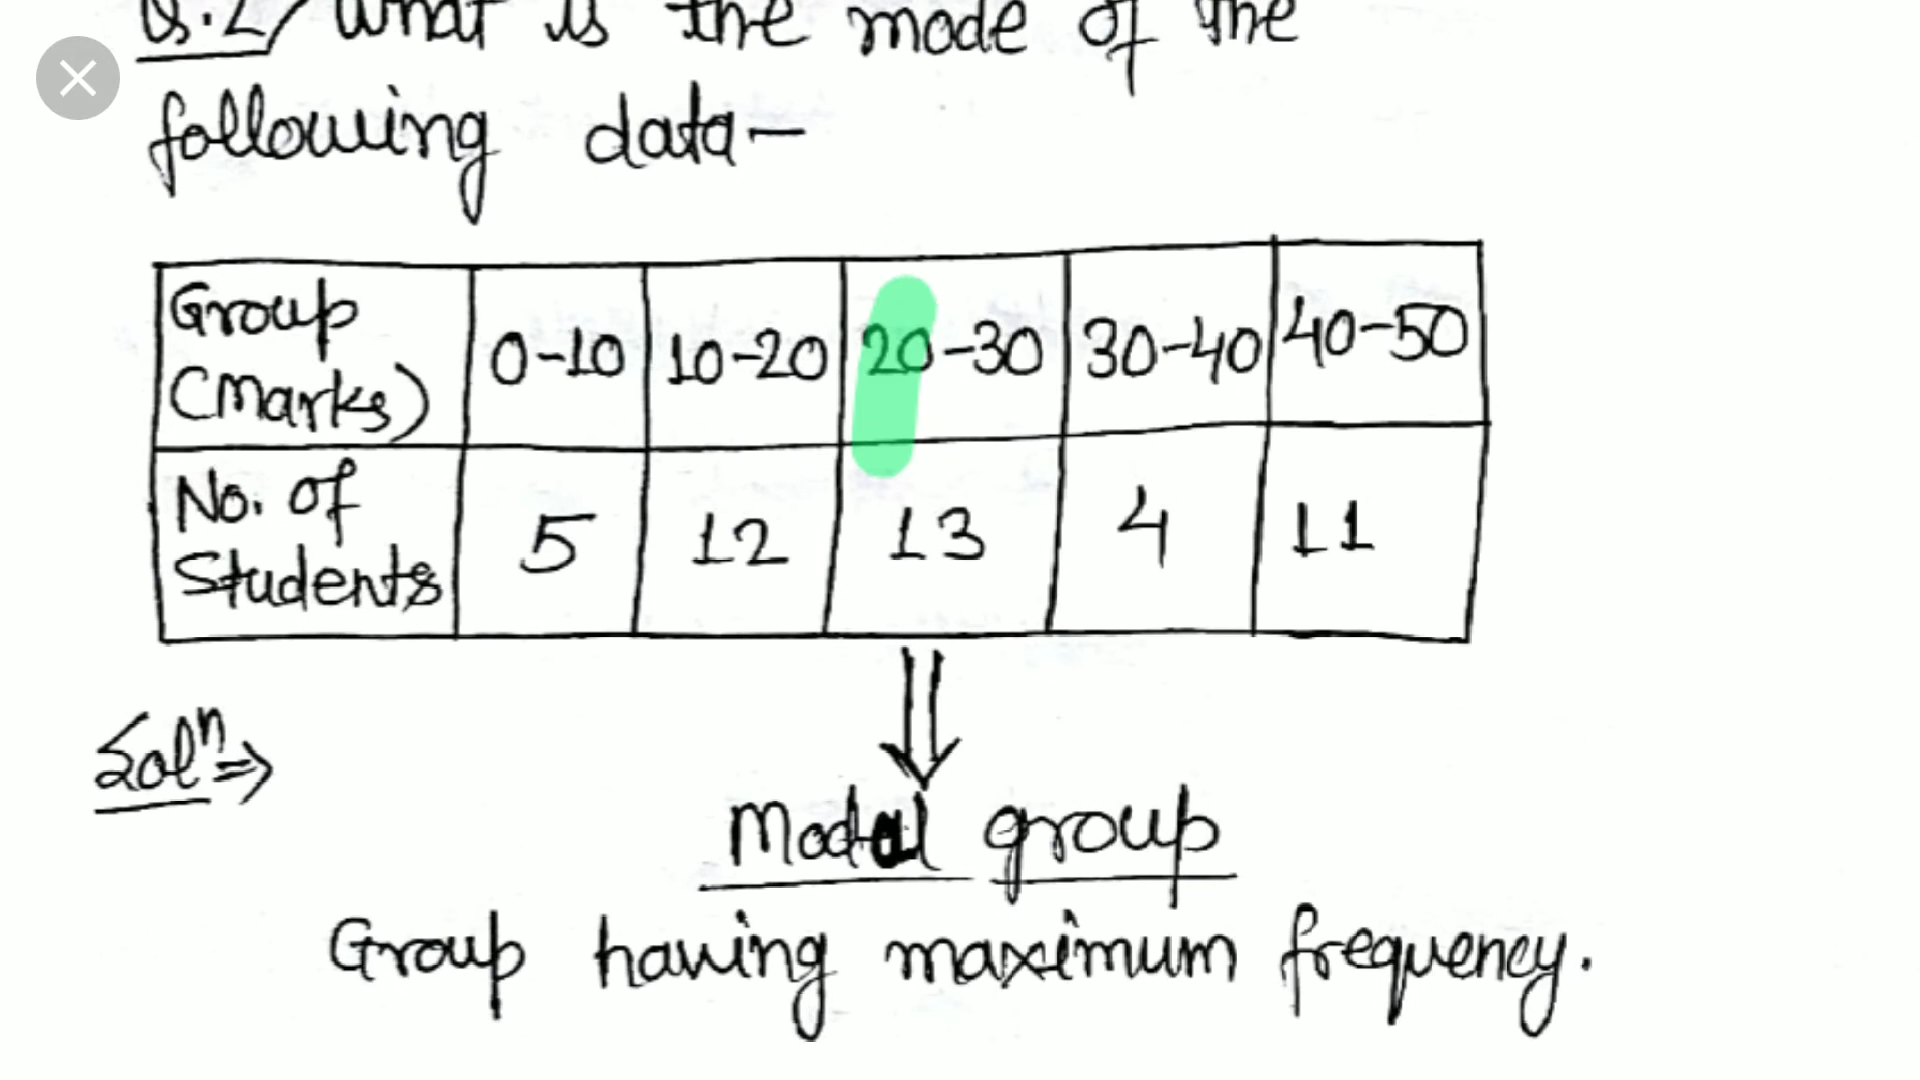 Q.2/ What is the mode of the
following data-
Group (Marks) 0-10 10-20 20-30 30-40 40-50
No. of Students 5 12 13 4 11
Solⁿ⇒
Modal group
Group having maximum frequency.